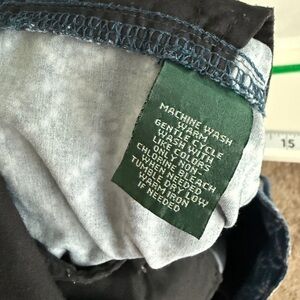 MACHINE WASH
WARM
GENTLE CYCLE
WASH WITH
LIKE COLORS
ONLY NON-
CHLORINE BLEACH
WHEN NEEDED
TUMBLE DRY LOW
WARM IRON
IF NEEDED
15